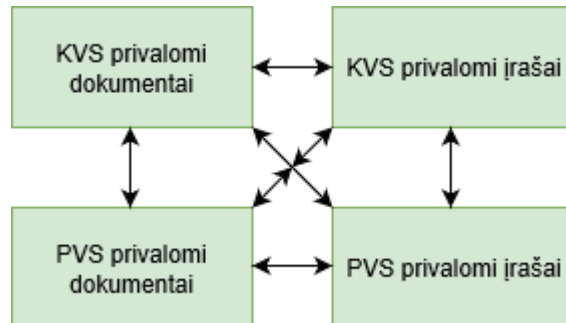 KVS privalomi
dokumentai
KVS privalomi įrašai
PVS privalomi
dokumentai
PVS privalomi įrašai